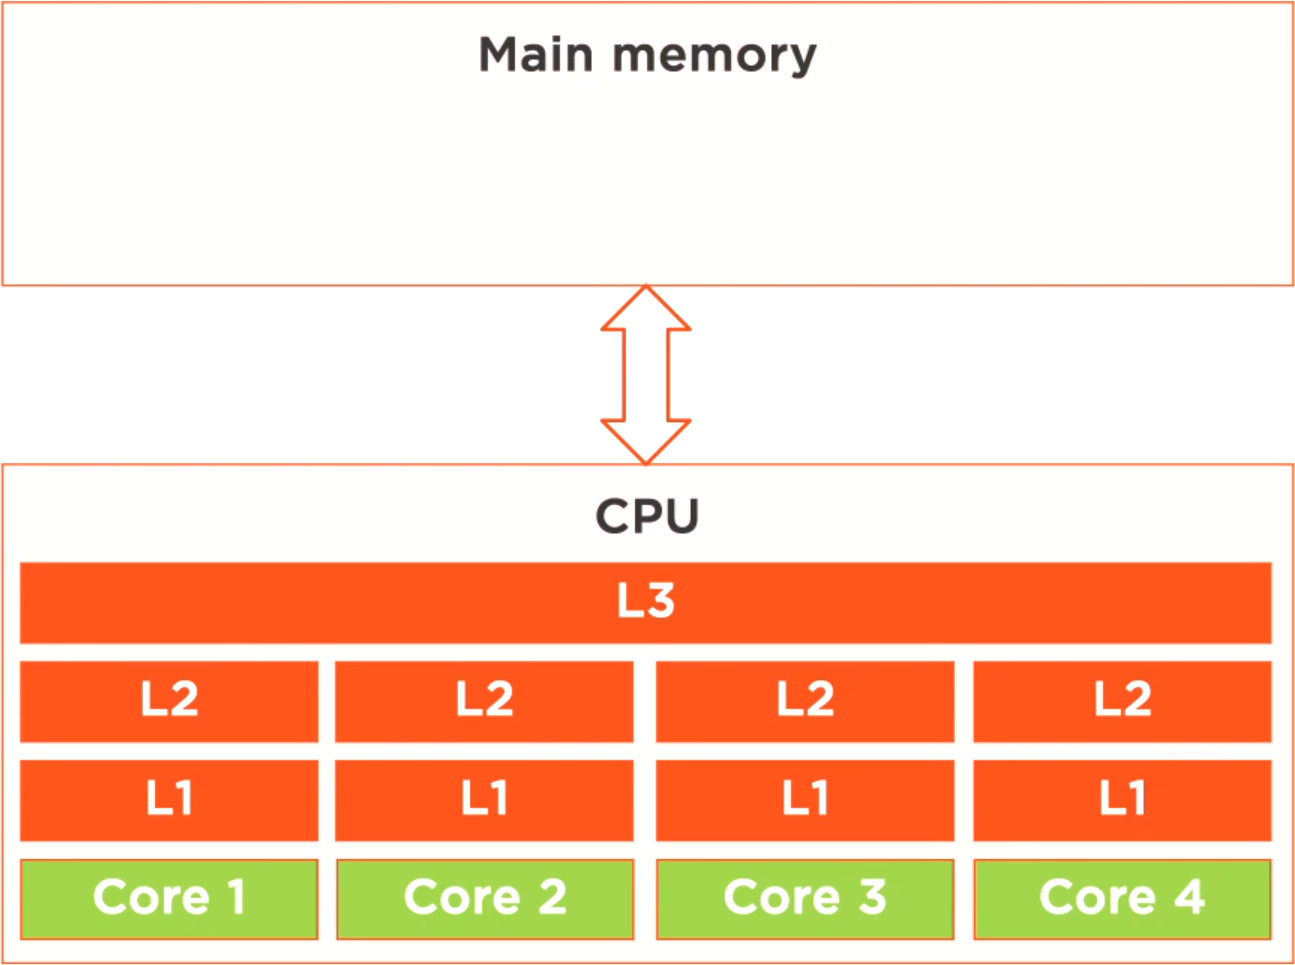 Main memory
CPU
L3
L2 L2 L2 L2
L1 L1 L1 L1
Core 1 Core 2 Core 3 Core 4